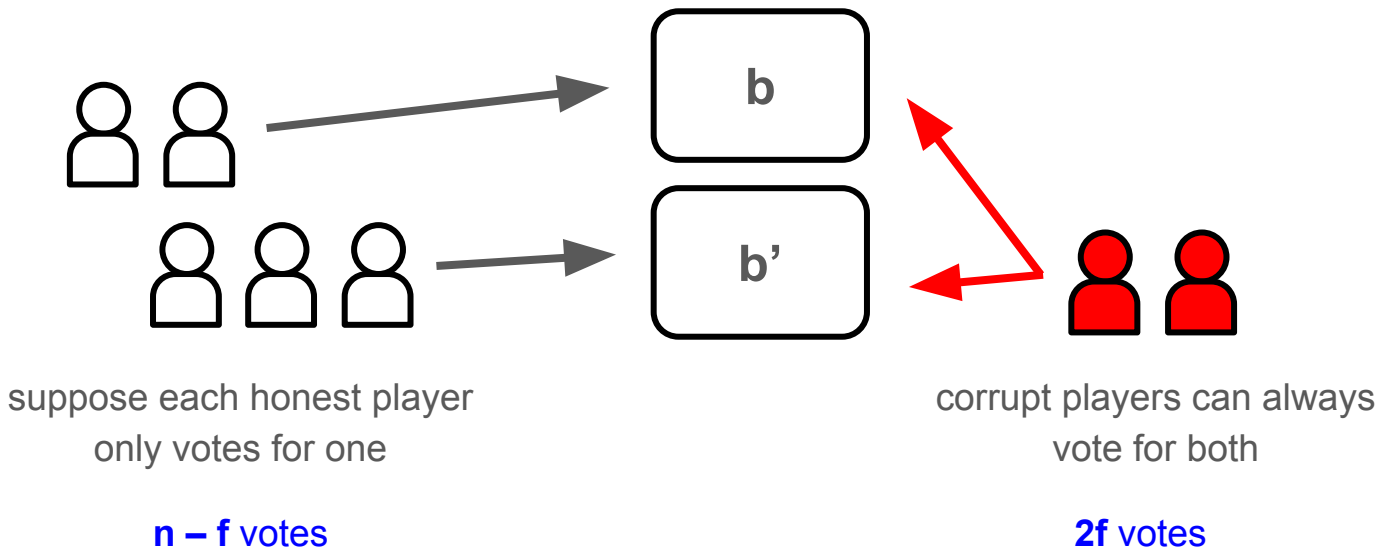 b
b’
suppose each honest player
only votes for one
n – f votes
corrupt players can always
vote for both
2f votes